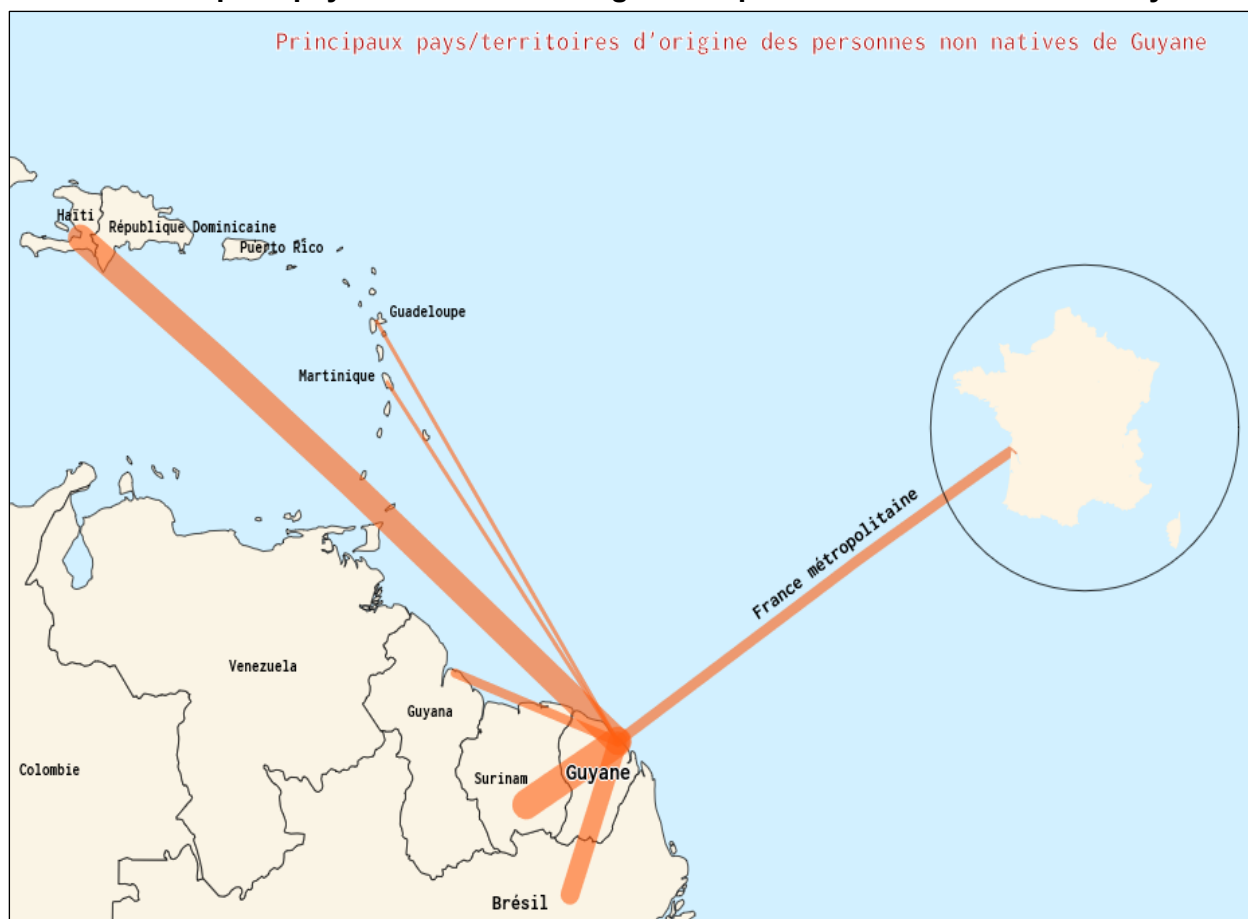 Principaux pays/territoires d'origine des personnes non natives de Guyane
Haïti
République Dominicaine
Puerto Rîco
Guadeloupe
Martinique
France métropolitaine
Venezuela
Guyana
Colombie
Surinam
Guyane
Brésil